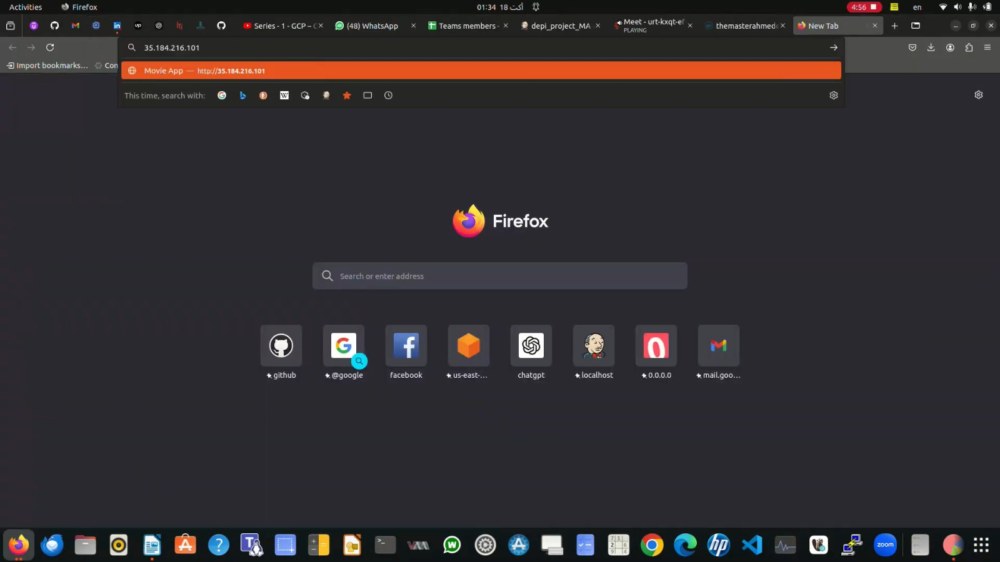 Activities
Firefox
01:34 18 أكت
4:56
en
Series - 1 - GCP – C
(48) WhatsApp
Teams members -
depi_project_MA
Meet - urt-kxqt-ef
PLAYING
themasterahmede
New Tab
35.184.216.101
Import bookmarks...
Con
Movie App — http://35.184.216.101
This time, search with:
Firefox
Search or enter address
github
@google
facebook
us-east-...
chatgpt
localhost
0.0.0.0
mail.goo...
zoom